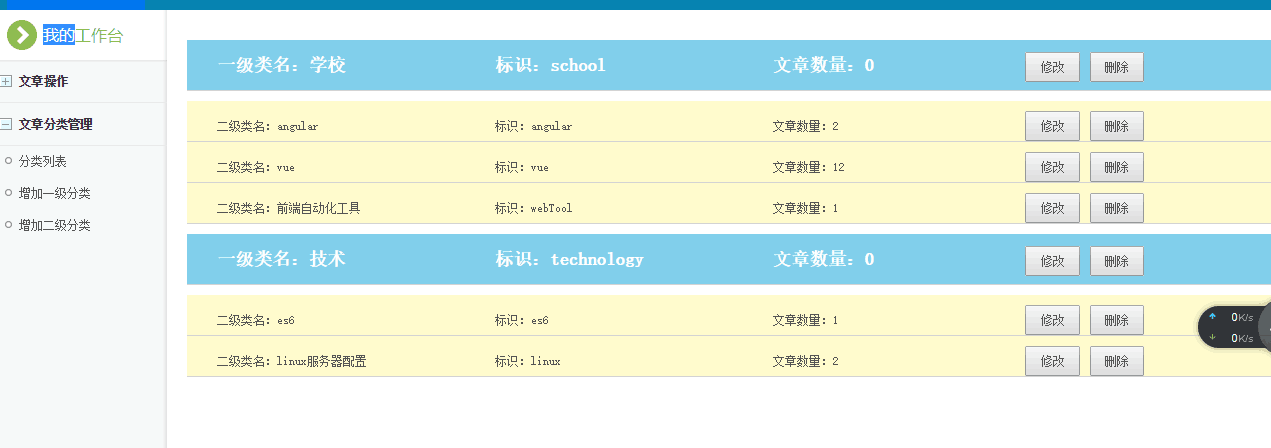 我的工作台
文章操作
文章分类管理
分类列表
增加一级分类
增加二级分类
一级类名：学校 标识：school 文章数量：0 修改 删除
二级类名：angular 标识：angular 文章数量：2 修改 删除
二级类名：vue 标识：vue 文章数量：12 修改 删除
二级类名：前端自动化工具 标识：webTool 文章数量：1 修改 删除
一级类名：技术 标识：technology 文章数量：0 修改 删除
二级类名：es6 标识：es6 文章数量：1 修改 删除
二级类名：linux服务器配置 标识：linux 文章数量：2 修改 删除
0K/s
0K/s